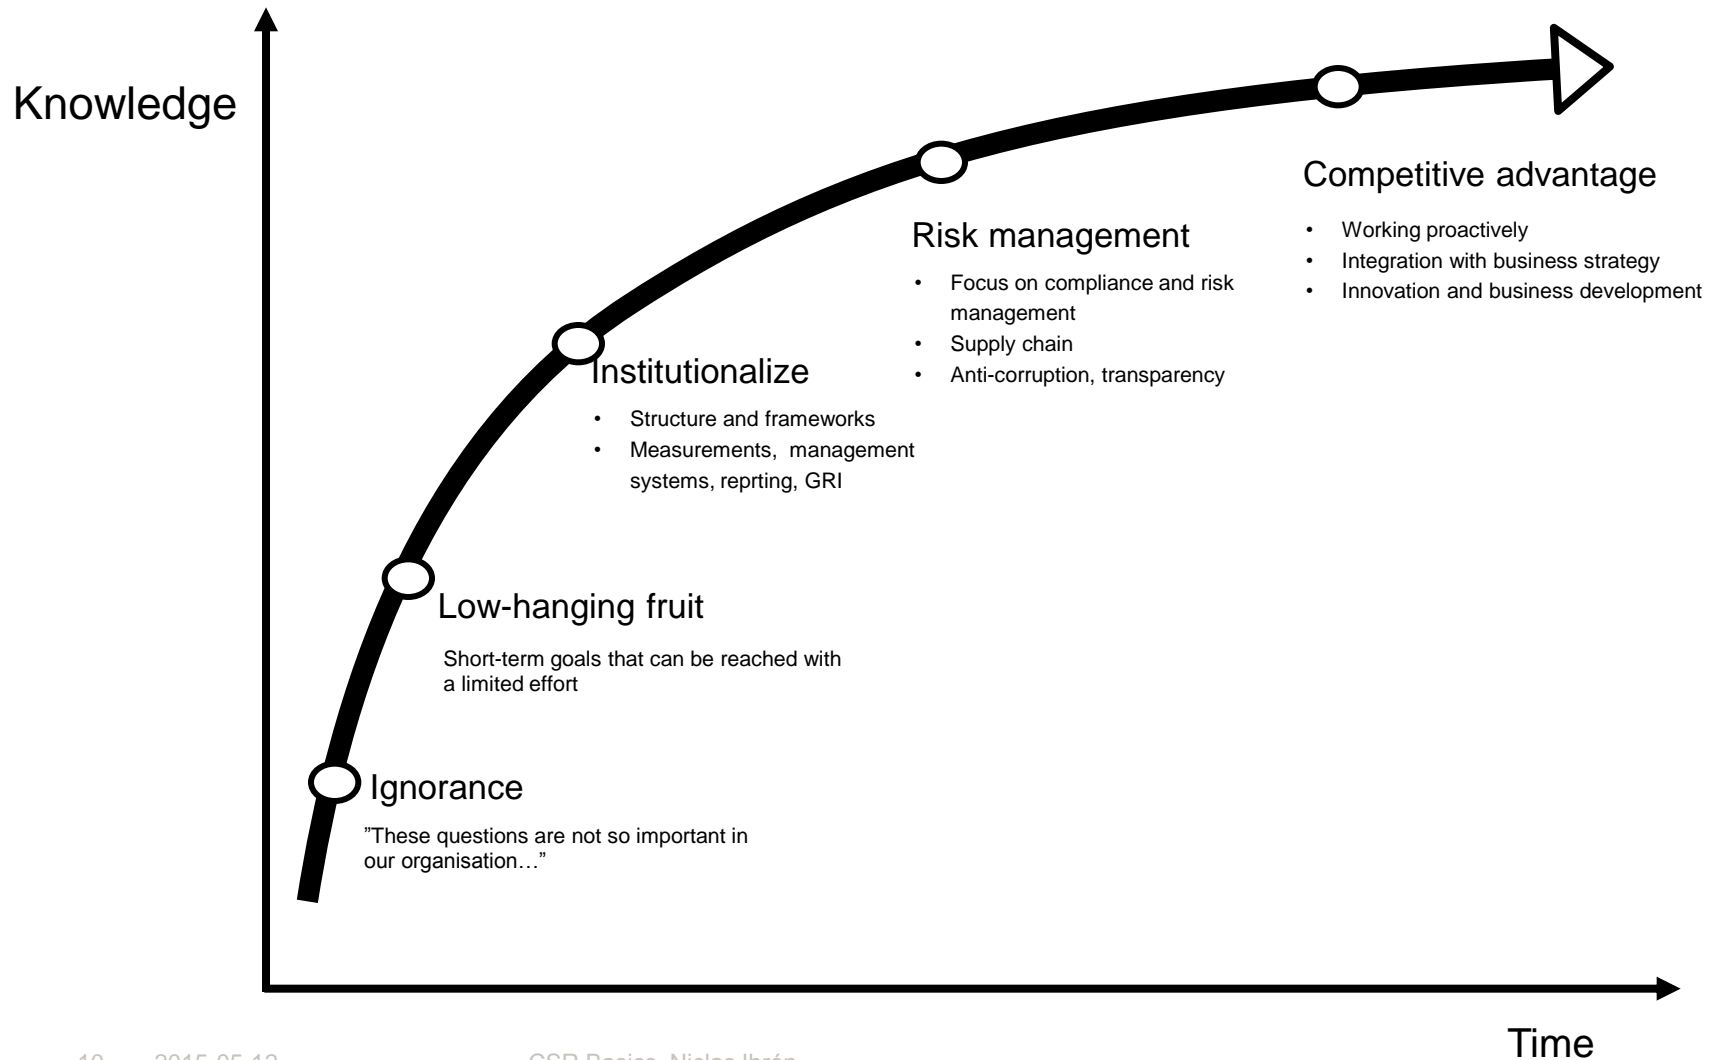 Knowledge
Competitive advantage
• Working proactively
• Integration with business strategy
• Innovation and business development
Risk management
• Focus on compliance and risk
management
• Supply chain
• Anti-corruption, transparency
Institutionalize
• Structure and frameworks
• Measurements, management
systems, reprting, GRI
Low-hanging fruit
Short-term goals that can be reached with
a limited effort
Ignorance
”These questions are not so important in
our organisation…”
Time